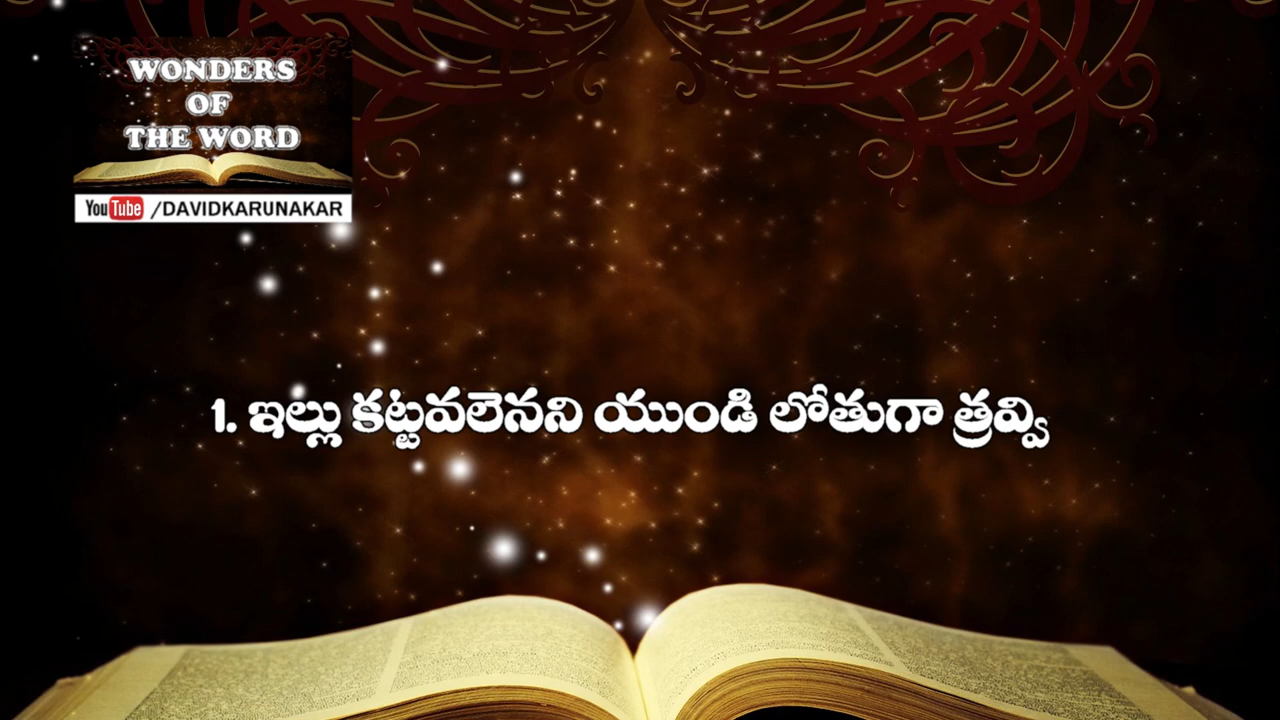 WONDERS
OF
THE WORD
YouTube /DAVIDKARUNAKAR
1. ఇల్లు కట్టవలెనని యుండి లోతుగా త్రవ్వి